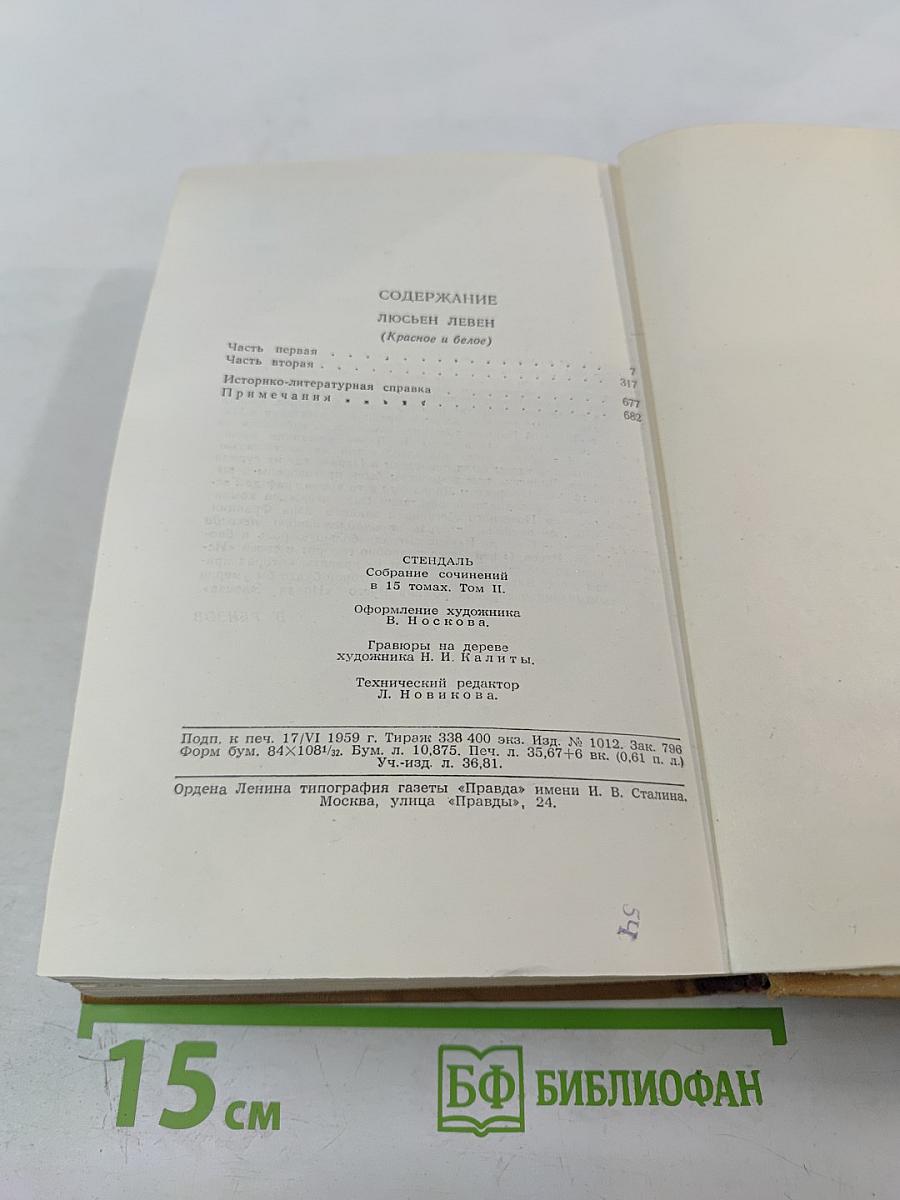 СОДЕРЖАНИЕ
ЛЮСЬЕН ЛЕВЕН
(Красное и белое)
Часть первая . . . . . . . . . . . . . . . . 7
Часть вторая . . . . . . . . . . . . . . . . 317
Историко-литературная справка . . . . . . . . . 677
Примечания . . . . . . . . . . . . . . 682
СТЕНДАЛЬ
Собрание сочинений
в 15 томах. Том II.
Оформление художника
В. Носкова.
Гравюры на дереве
художника Н. И. Калиты.
Технический редактор
Л. Новикова.
Подп. к печ. 17/VI 1959 г. Тираж 338 400 экз. Изд. № 1012. Зак. 796
Форм бум. 84×108¹/₃₂. Бум. л. 10,875. Печ. л. 35,67+6 вк. (0,61 п. л.)
Уч.-изд. л. 36,81.
Ордена Ленина типография газеты «Правда» имени И. В. Сталина.
Москва, улица «Правды», 24.
54
15 см
БФ БИБЛИОФАН